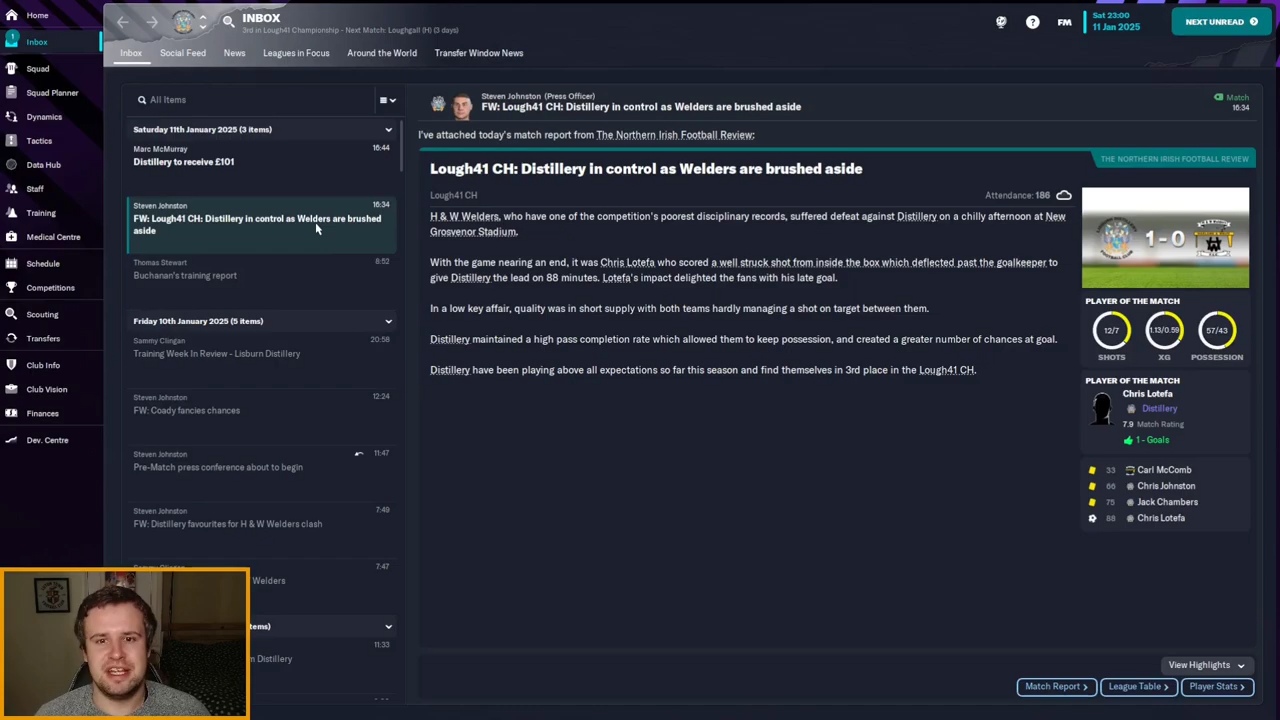 Home
1
Inbox
Squad
Squad Planner
Dynamics
Tactics
Data Hub
Staff
Training
Medical Centre
Schedule
Competitions
Scouting
Transfers
Club Info
Club Vision
Finances
Dev. Centre
INBOX
3rd in Lough41 Championship - Next Match: Loughgall (H) (3 days)
?
FM
Sat 23:00
11 Jan 2025
NEXT UNREAD
Inbox
Social Feed
News
Leagues in Focus
Around the World
Transfer Window News
All Items
Saturday 11th January 2025 (3 items)
Marc McMurray 16:44
Distillery to receive £101
Steven Johnston 16:34
FW: Lough41 CH: Distillery in control as Welders are brushed
aside
Thomas Stewart 8:52
Buchanan's training report
Friday 10th January 2025 (5 items)
Sammy Clingan 20:58
Training Week In Review - Lisburn Distillery
Steven Johnston 12:24
FW: Coady fancies chances
Steven Johnston 11:47
Pre-Match press conference about to begin
Steven Johnston 7:49
FW: Distillery favourites for H & W Welders clash
7:47
Welders
11:33
Distillery
Steven Johnston (Press Officer)
FW: Lough41 CH: Distillery in control as Welders are brushed aside
Match
16:34
I've attached today's match report from The Northern Irish Football Review:
THE NORTHERN IRISH FOOTBALL REVIEW
Lough41 CH: Distillery in control as Welders are brushed aside
Lough41 CH
Attendance: 186
H & W Welders, who have one of the competition's poorest disciplinary records, suffered defeat against Distillery on a chilly afternoon at New
Grosvenor Stadium.
With the game nearing an end, it was Chris Lotefa who scored a well struck shot from inside the box which deflected past the goalkeeper to
give Distillery the lead on 88 minutes. Lotefa's impact delighted the fans with his late goal.
In a low key affair, quality was in short supply with both teams hardly managing a shot on target between them.
Distillery maintained a high pass completion rate which allowed them to keep possession, and created a greater number of chances at goal.
Distillery have been playing above all expectations so far this season and find themselves in 3rd place in the Lough41 CH.
1 - 0
PLAYER OF THE MATCH
12/7
1.13/0.59
57/43
SHOTS
XG
POSSESSION
PLAYER OF THE MATCH
Chris Lotefa
Distillery
7.9 Match Rating
1 - Goals
33 Carl McComb
66 Chris Johnston
75 Jack Chambers
88 Chris Lotefa
View Highlights
Match Report
League Table
Player Stats